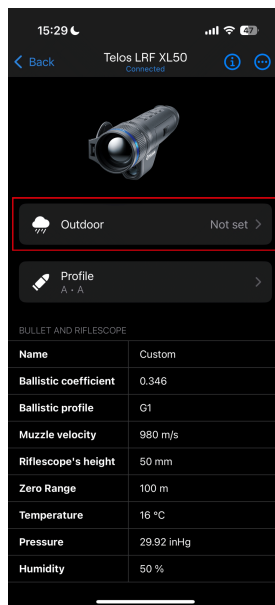 15:29
47
Back
Telos LRF XL50
Connected
Outdoor
Not set
Profile
A · A
BULLET AND RIFLESCOPE
Name Custom
Ballistic coefficient 0.346
Ballistic profile G1
Muzzle velocity 980 m/s
Riflescope's height 50 mm
Zero Range 100 m
Temperature 16 °C
Pressure 29.92 inHg
Humidity 50 %